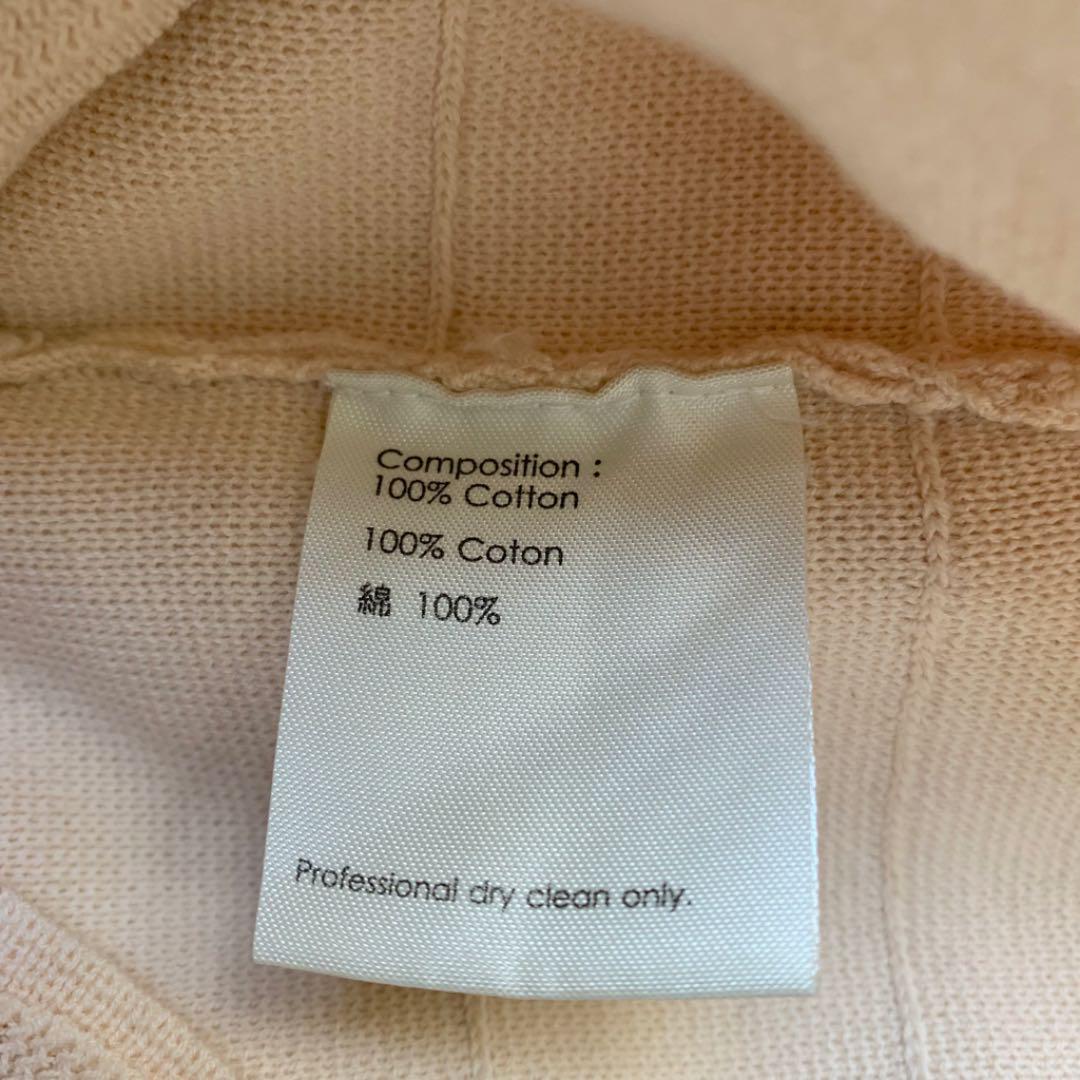 Composition :
100% Cotton
100% Coton
綿 100%
Professional dry clean only.